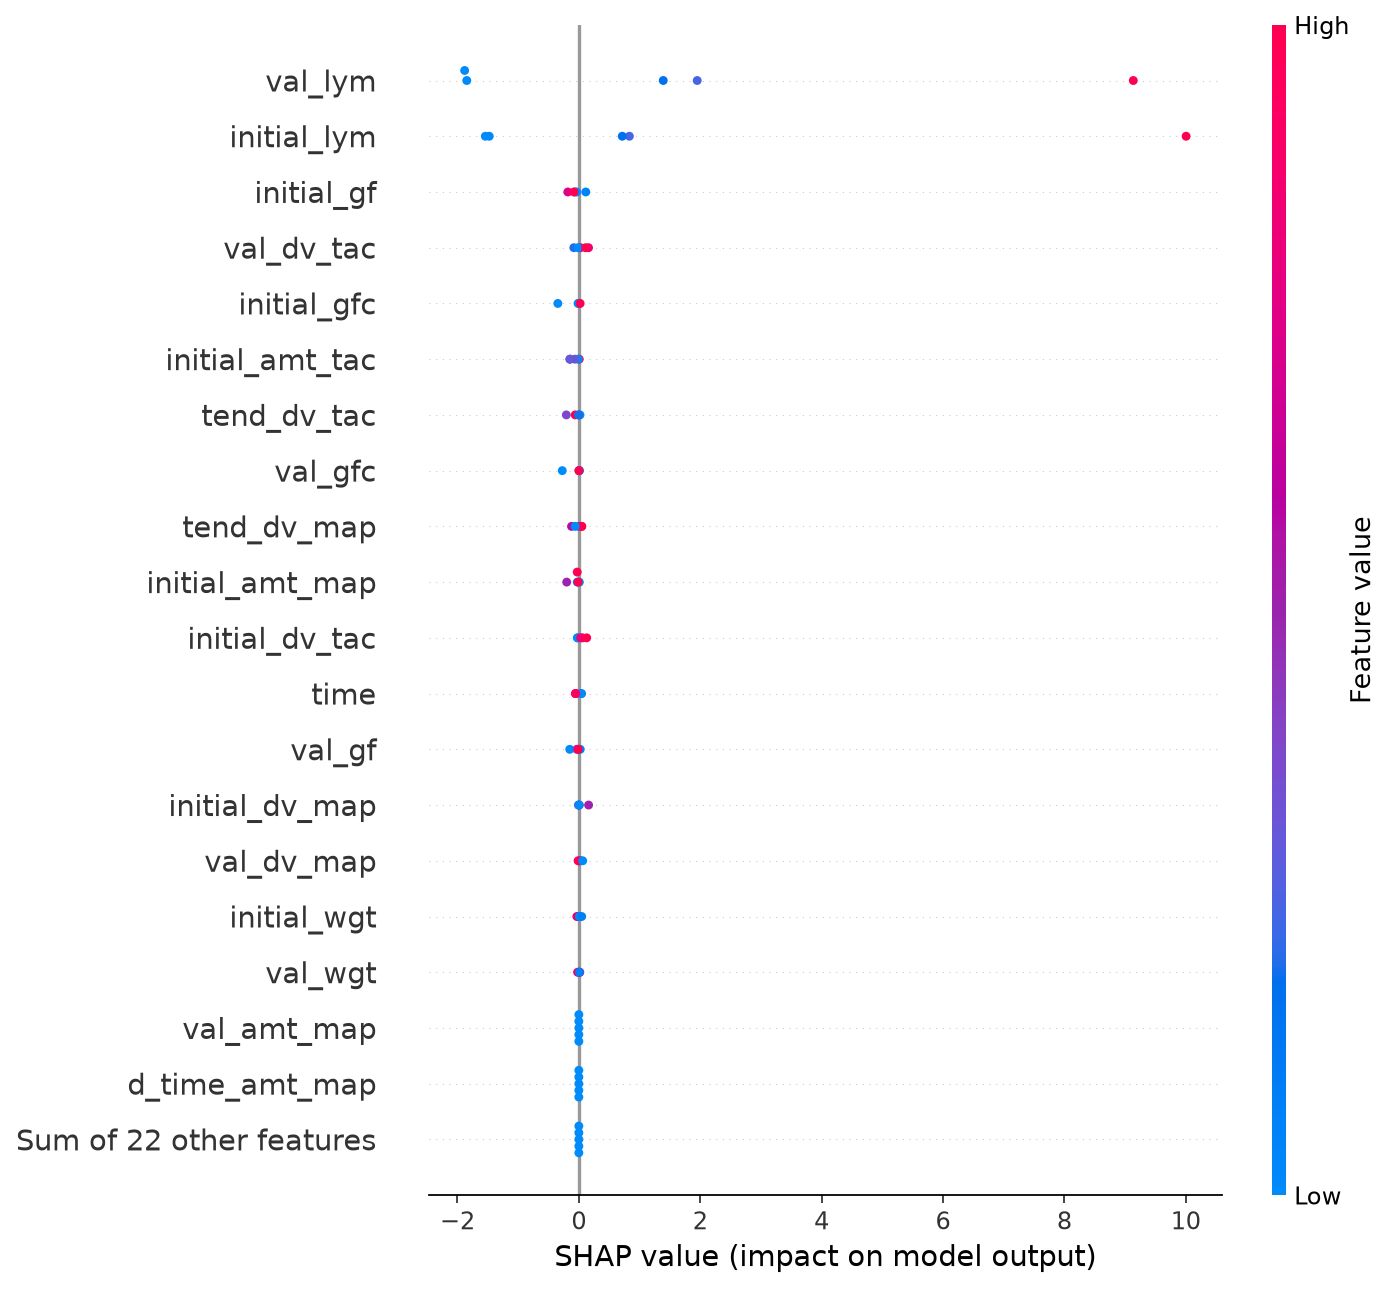 High
val_lym
initial_lym
initial_gf
val_dv_tac
initial_gfc
initial_amt_tac
tend_dv_tac
val_gfc
tend_dv_map
initial_amt_map
initial_dv_tac
time
val_gf
initial_dv_map
val_dv_map
initial_wgt
val_wgt
val_amt_map
d_time_amt_map
Sum of 22 other features
Feature value
Low
−2 0 2 4 6 8 10
SHAP value (impact on model output)